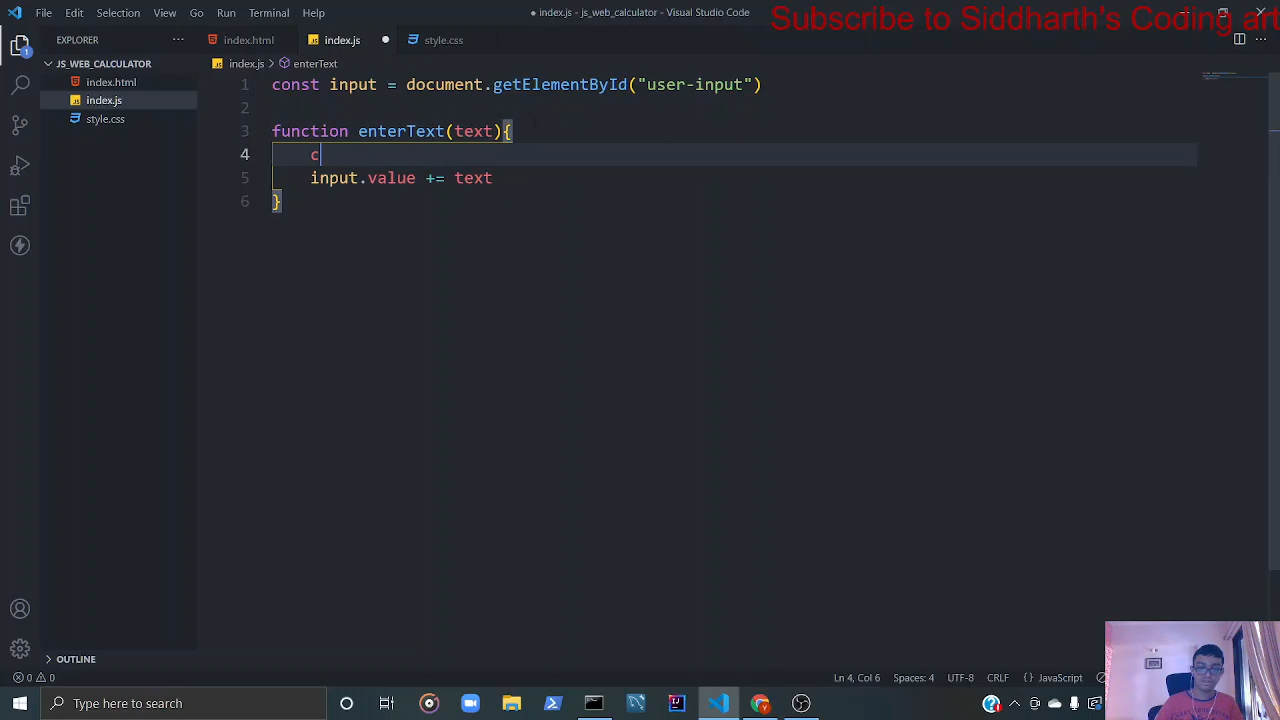 File Edit Selection View Go Run Terminal Help
● index.js - js_web_calculator - Visual Studio Code
Subscribe to Siddharth's Coding art
EXPLORER
index.html
index.js
style.css
JS_WEB_CALCULATOR
index.html
index.js
style.css
OUTLINE
index.js > enterText
1 const input = document.getElementById("user-input")
2
3 function enterText(text){
4 c
5 input.value += text
6 }
0 0
Ln 4, Col 6 Spaces: 4 UTF-8 CRLF {} JavaScript
Type here to search